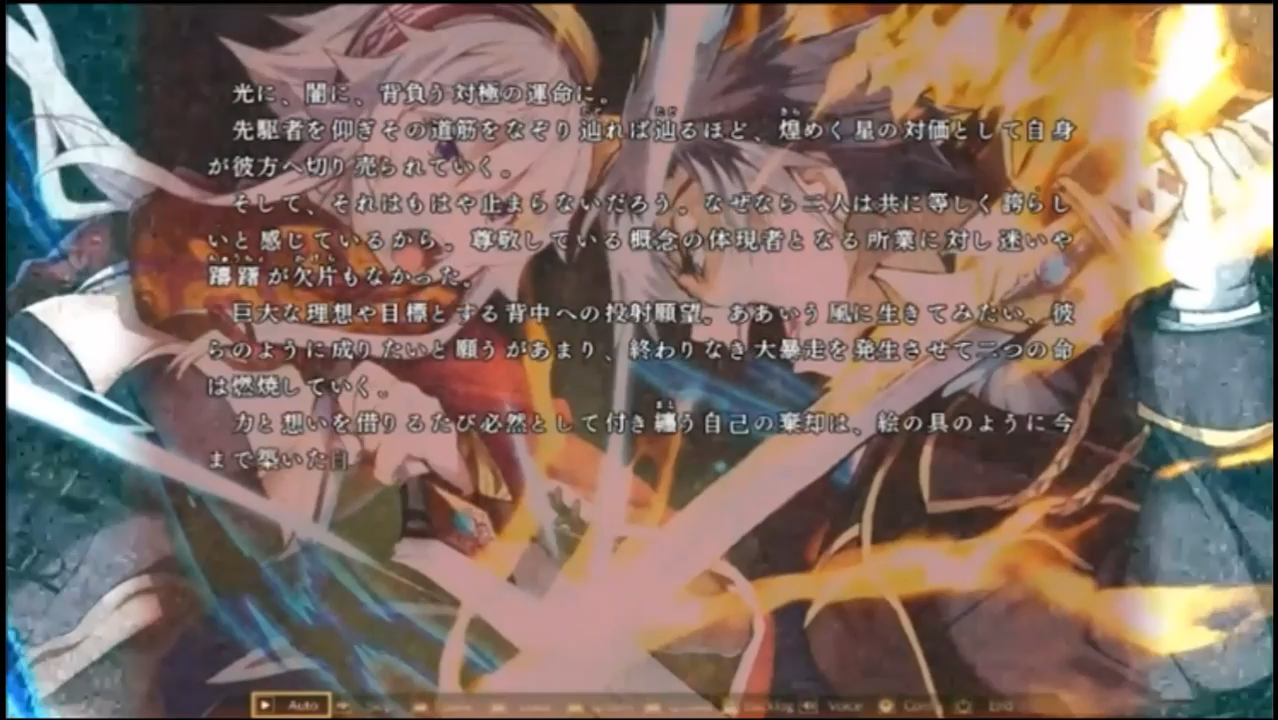 光に、闇に、背負う対極の運命に。
先駆者を仰ぎその道筋をなぞり辿れば辿るほど、煌めく星の対価として自身
が彼方へ切り売られていく。
そして、それはもはや止まらないだろう。なぜなら二人は共に等しく誇らし
いと感じているから。尊敬している概念の体現者となる所業に対し迷いや
躊躇が欠片もなかった。
巨大な理想や目標とする背中への投射願望。ああいう風に生きてみたい、彼
らのように成りたいと願うがあまり、終わりなき大暴走を発生させて二つの命
は燃焼していく。
力と想いを借りるたび必然として付き纏う自己の棄却は、絵の具のように今
まで築いた自
Auto Backlog Voice Config End